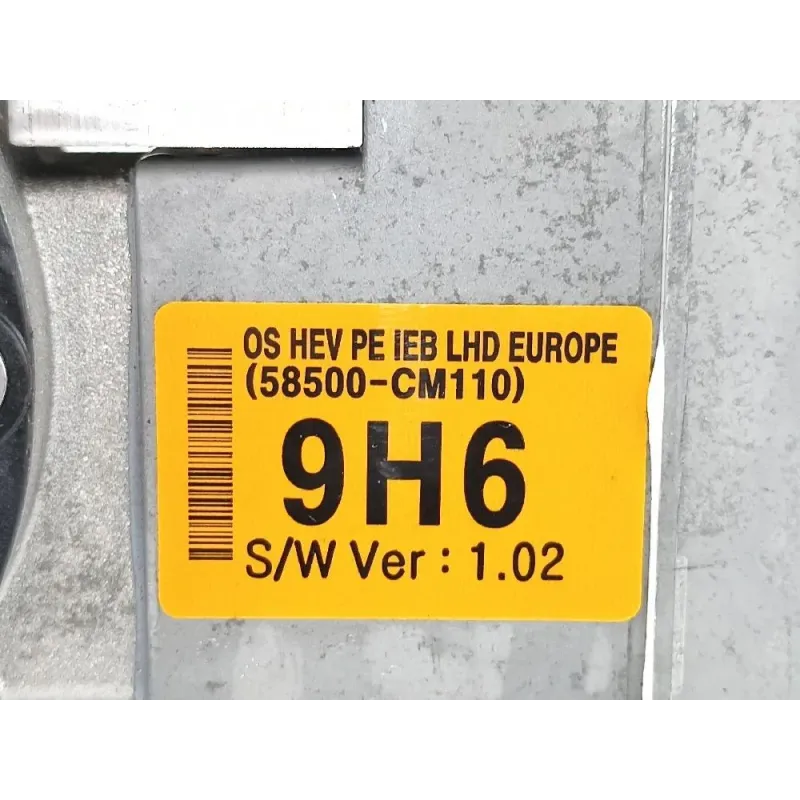 OS HEV PE IEB LHD EUROPE
(58500-CM110)
9H6
S/W Ver : 1.02